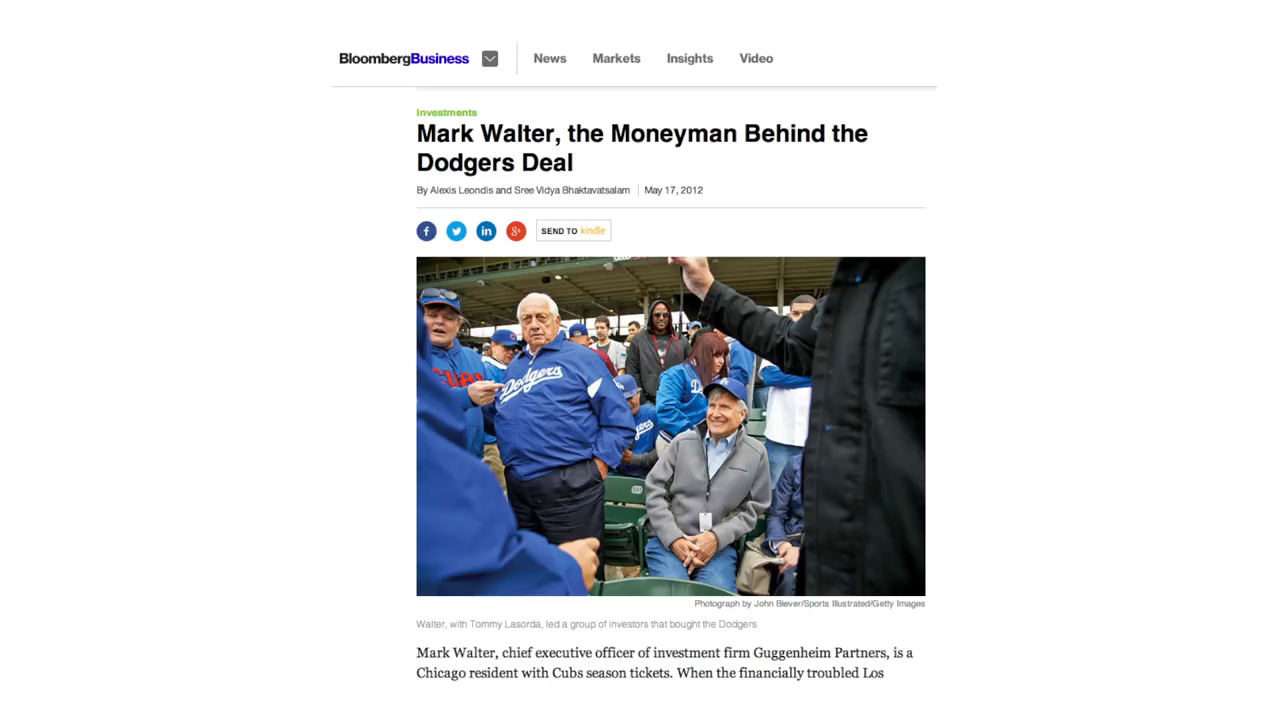 BloombergBusiness News Markets Insights Video
Investments
Mark Walter, the Moneyman Behind the
Dodgers Deal
By Alexis Leondis and Sree Vidya Bhaktavatsalam May 17, 2012
f in g+ SEND TO kindle
CUBS
Dodgers
Photograph by John Biever/Sports Illustrated/Getty Images
Walter, with Tommy Lasorda, led a group of investors that bought the Dodgers
Mark Walter, chief executive officer of investment firm Guggenheim Partners, is a
Chicago resident with Cubs season tickets. When the financially troubled Los